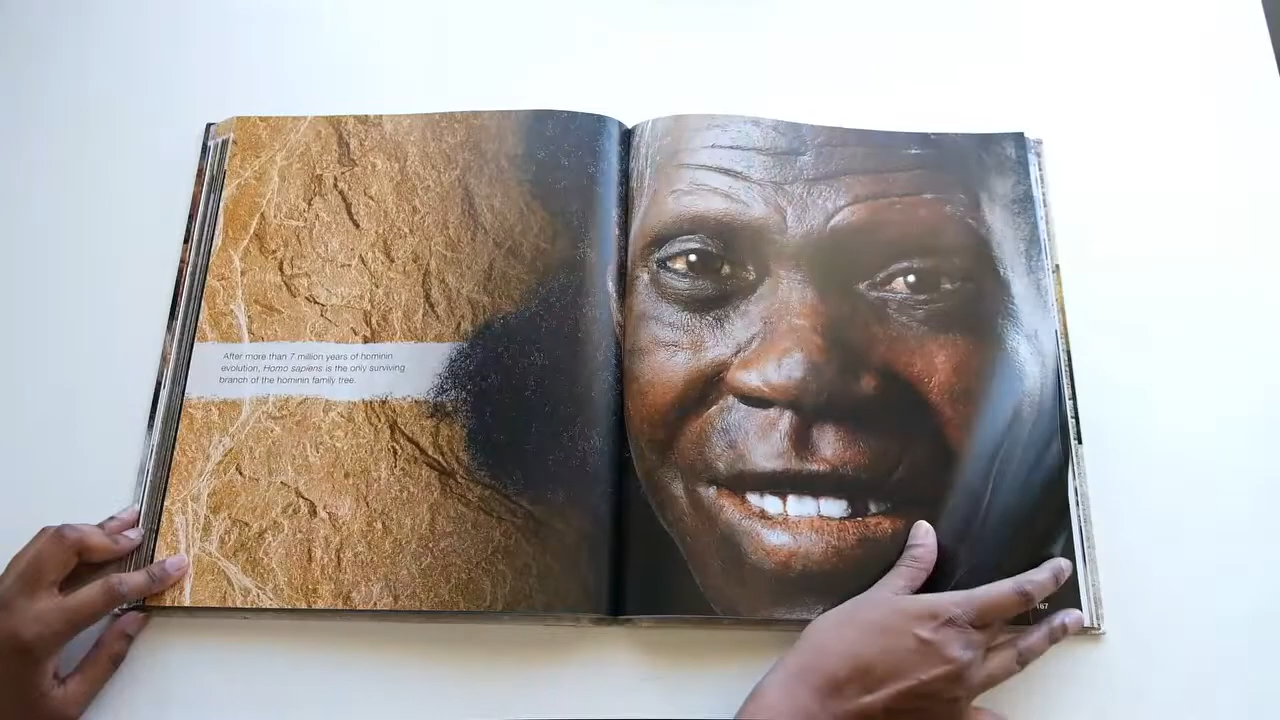 After more than 7 million years of hominin
evolution, Homo sapiens is the only surviving
branch of the hominin family tree.
167